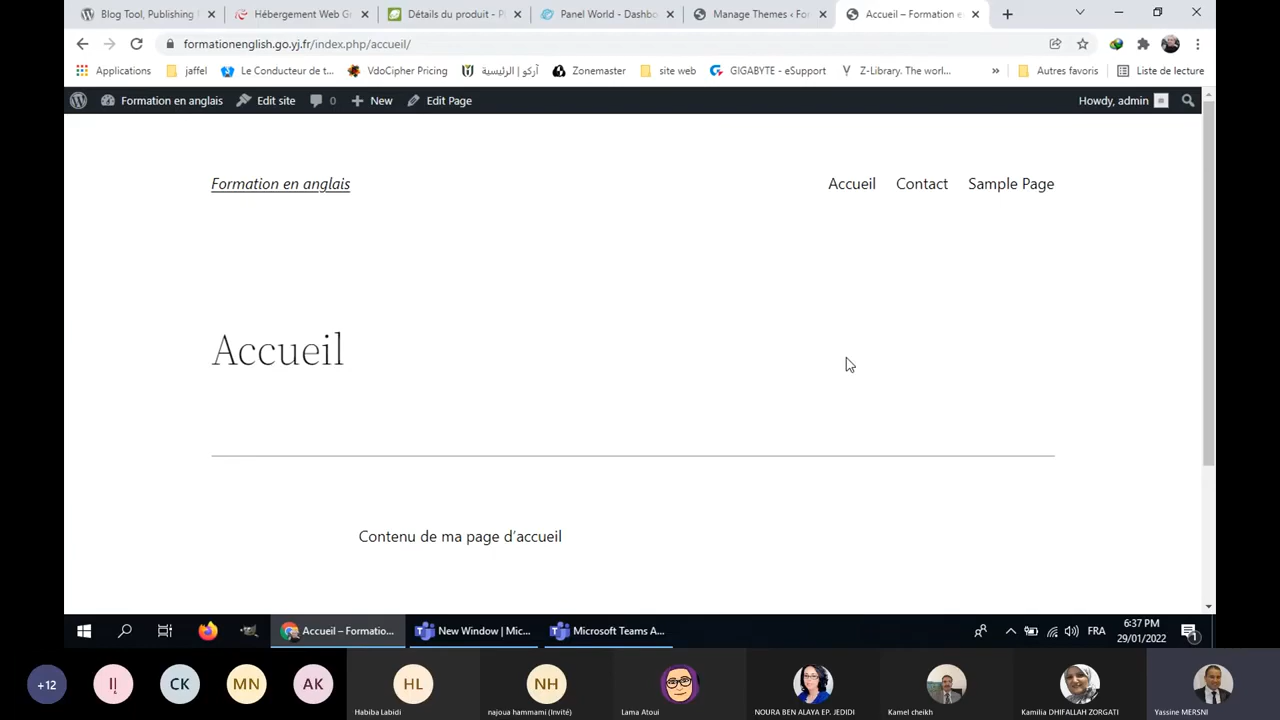 Blog Tool, Publishing
Hébergement Web Gr
Détails du produit - P
Panel World - Dashbo
Manage Themes ‹ For
Accueil – Formation e
formationenglish.go.yj.fr/index.php/accueil/
Applications
jaffel
Le Conducteur de t...
VdoCipher Pricing
آركو | الرئيسية
Zonemaster
site web
GIGABYTE - eSupport
Z-Library. The worl...
»
Autres favoris
Liste de lecture
Formation en anglais
Edit site
0
New
Edit Page
Howdy, admin
Formation en anglais
Accueil
Contact
Sample Page
Accueil
Contenu de ma page d’accueil
Accueil – Formatio...
New Window | Mic...
Microsoft Teams A...
FRA
6:37 PM
29/01/2022
1
+12
CK
MN
AK
HL
Habiba Labidi
NH
najoua hammami (Invité)
Lama Atoui
NOURA BEN ALAYA EP. JEDIDI
Kamel cheikh
Kamilia DHIFALLAH ZORGATI
Yassine MERSNI